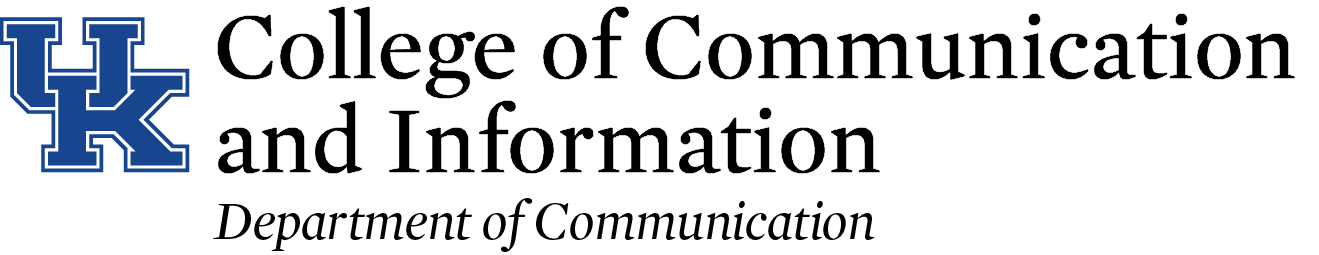 UK
College of Communication
and Information
Department of Communication